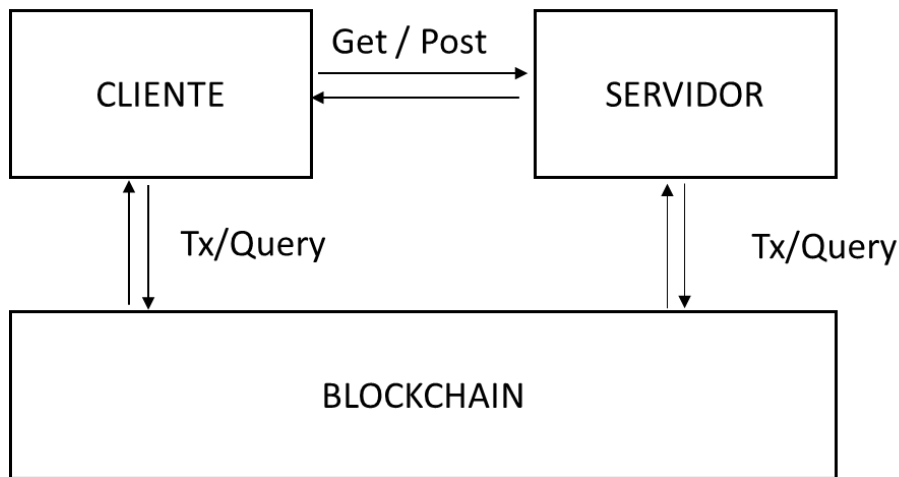 Get / Post
CLIENTE
SERVIDOR
Tx/Query
Tx/Query
BLOCKCHAIN